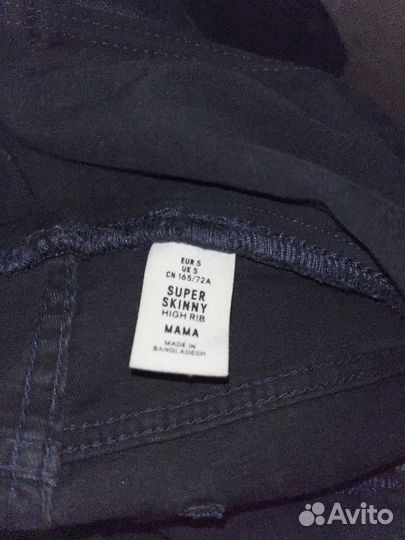 EUR S
UK S
CN 165/72A
SUPER
SKINNY
HIGH RIB
MAMA
MADE IN
BANGLADESH
Avito